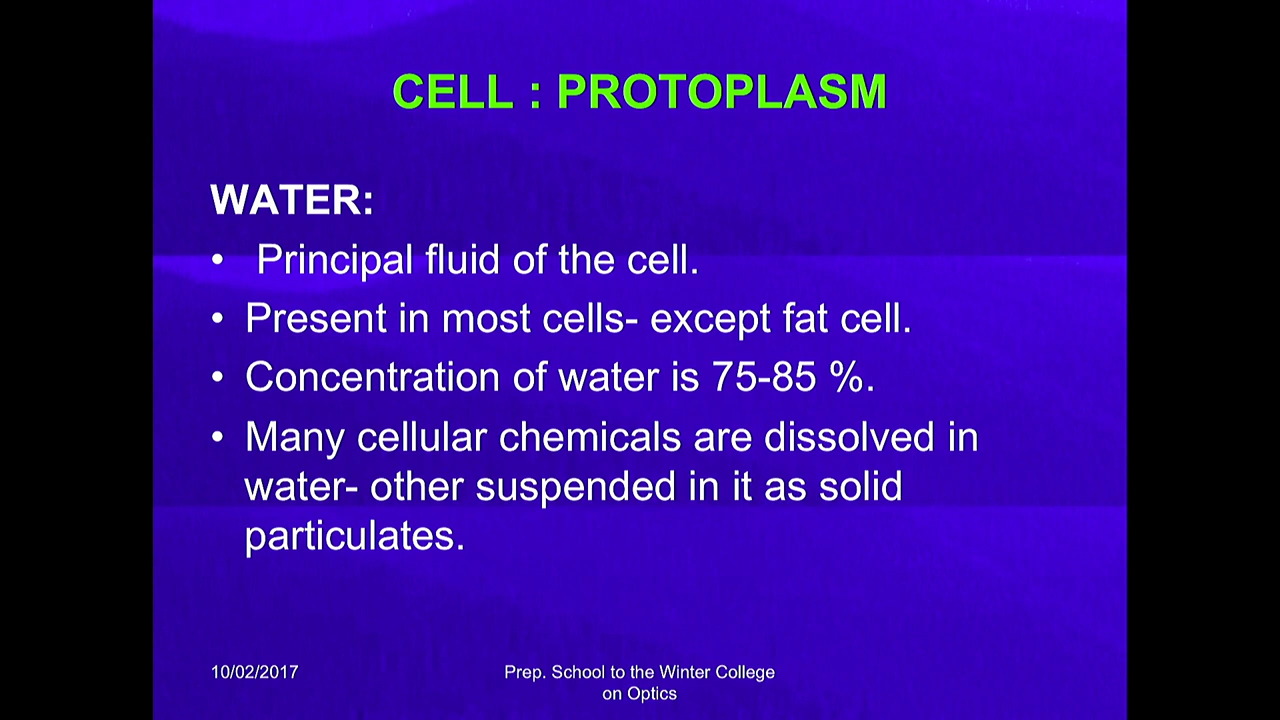 CELL : PROTOPLASM
WATER:
• Principal fluid of the cell.
• Present in most cells- except fat cell.
• Concentration of water is 75-85 %.
• Many cellular chemicals are dissolved in
water- other suspended in it as solid
particulates.
10/02/2017
Prep. School to the Winter College
on Optics